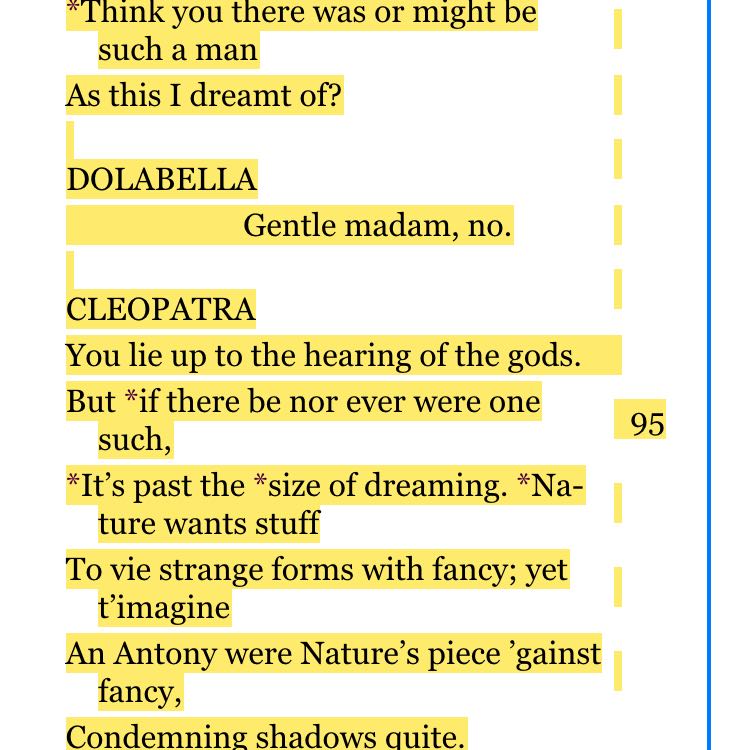 *Think you there was or might be
such a man
As this I dreamt of?
DOLABELLA
Gentle madam, no.
CLEOPATRA
You lie up to the hearing of the gods.
But *if there be nor ever were one
such,
95
*It’s past the *size of dreaming. *Na-
ture wants stuff
To vie strange forms with fancy; yet
t’imagine
An Antony were Nature’s piece ’gainst
fancy,
Condemning shadows quite.